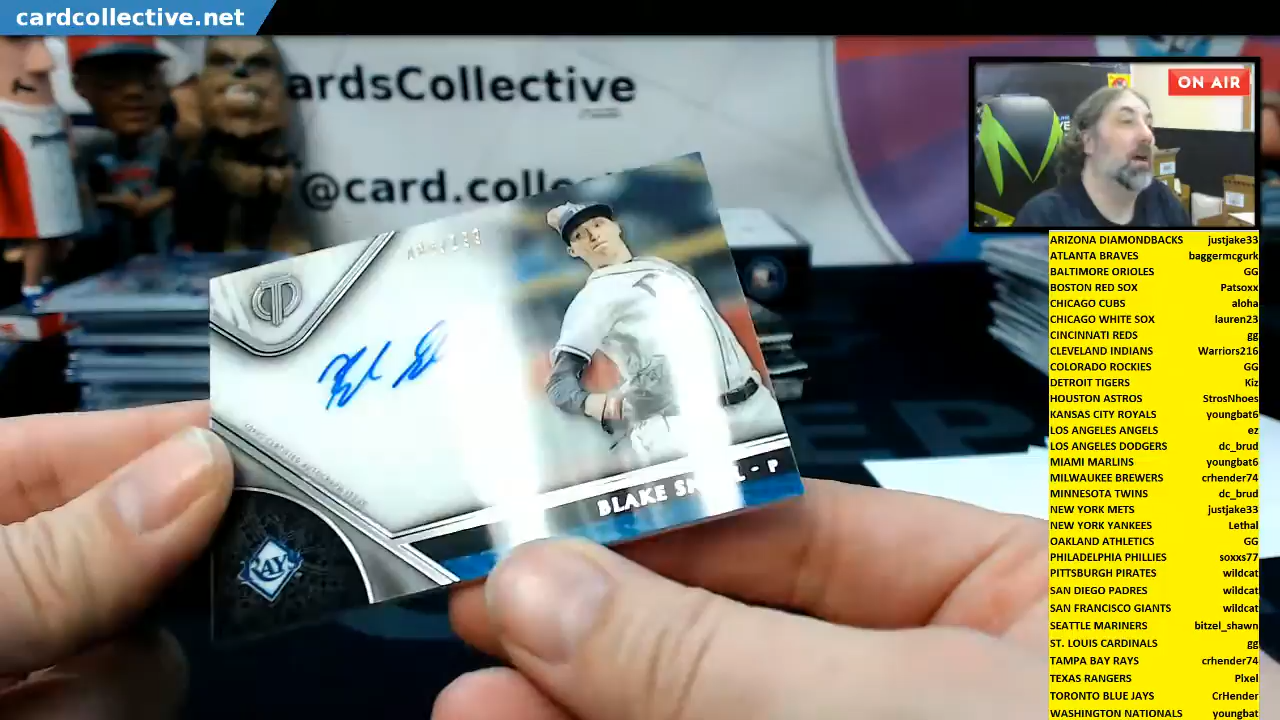 cardcollective.net
ardsCollective
@card.colle
ON AIR
BLAKE - P
RAYS
ARIZONA DIAMONDBACKS justjake33
ATLANTA BRAVES baggermcgurk
BALTIMORE ORIOLES GG
BOSTON RED SOX Patsoxx
CHICAGO CUBS aloha
CHICAGO WHITE SOX lauren23
CINCINNATI REDS gg
CLEVELAND INDIANS Warriors216
COLORADO ROCKIES GG
DETROIT TIGERS Kiz
HOUSTON ASTROS StrosNhoes
KANSAS CITY ROYALS youngbat6
LOS ANGELES ANGELS ez
LOS ANGELES DODGERS dc_brud
MIAMI MARLINS youngbat6
MILWAUKEE BREWERS crhender74
MINNESOTA TWINS dc_brud
NEW YORK METS justjake33
NEW YORK YANKEES Lethal
OAKLAND ATHLETICS GG
PHILADELPHIA PHILLIES soxxs77
PITTSBURGH PIRATES wildcat
SAN DIEGO PADRES wildcat
SAN FRANCISCO GIANTS wildcat
SEATTLE MARINERS bitzel_shawn
ST. LOUIS CARDINALS gg
TAMPA BAY RAYS crhender74
TEXAS RANGERS Pixel
TORONTO BLUE JAYS CrHender
WASHINGTON NATIONALS youngbat